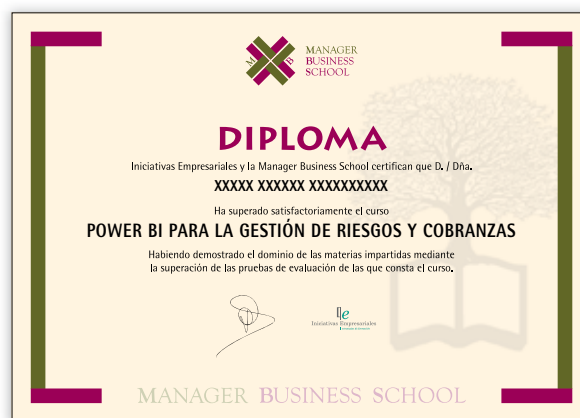 M B
MANAGER
BUSINESS
SCHOOL
DIPLOMA
Iniciativas Empresariales y la Manager Business School certifican que D. / Dña.
XXXXX XXXXXX XXXXXXXXXX
Ha superado satisfactoriamente el curso
POWER BI PARA LA GESTIÓN DE RIESGOS Y COBRANZAS
Habiendo demostrado el dominio de las materias impartidas mediante
la superación de las pruebas de evaluación de las que consta el curso.
Iniciativas Empresariales
MANAGER BUSINESS SCHOOL